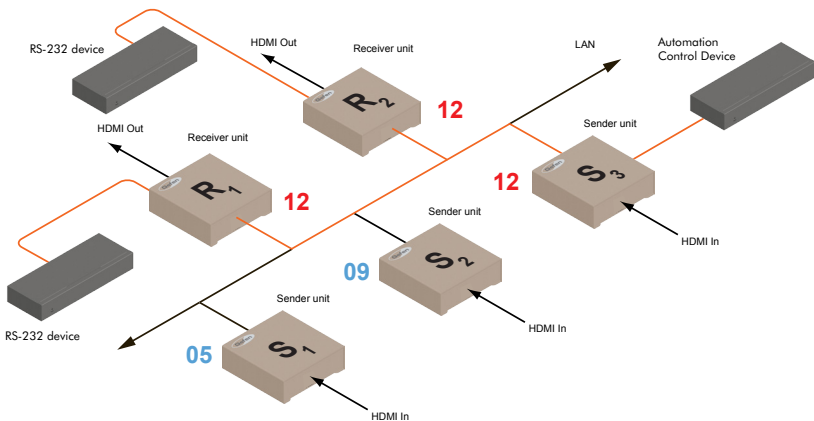 RS-232 device
HDMI Out
Receiver unit
LAN
Automation
Control Device
R2
12
Sender unit
HDMI Out
Receiver unit
S3
12
R1
12
Sender unit
HDMI In
S2
09
HDMI In
RS-232 device
Sender unit
S1
05
HDMI In